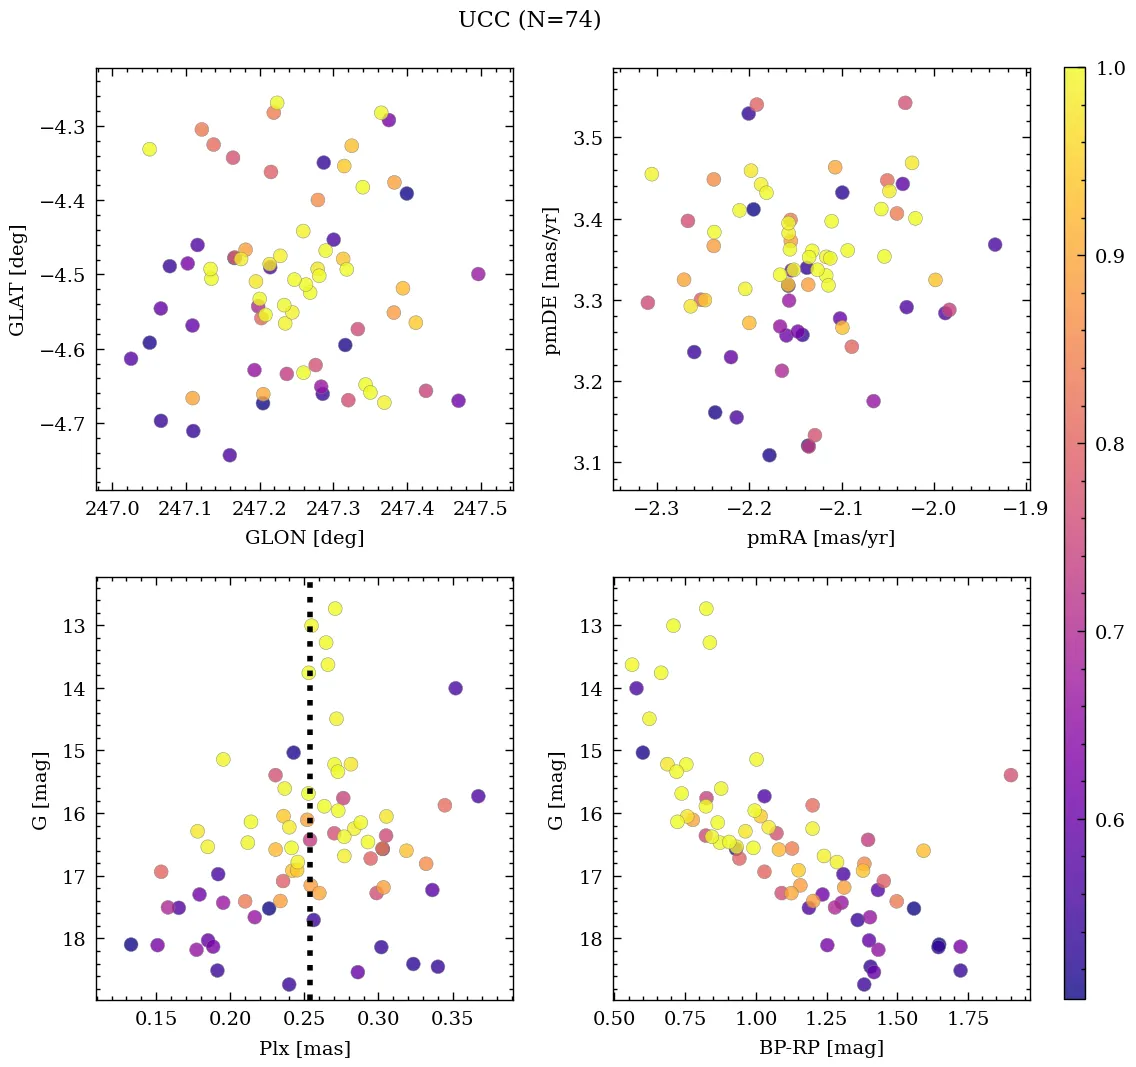 UCC (N=74)
−4.3
−4.4
−4.5
−4.6
−4.7
GLAT [deg]
247.0 247.1 247.2 247.3 247.4 247.5
GLON [deg]
3.5
3.4
3.3
3.2
3.1
pmDE [mas/yr]
−2.3 −2.2 −2.1 −2.0 −1.9
pmRA [mas/yr]
13
14
15
16
17
18
G [mag]
0.15 0.20 0.25 0.30 0.35
Plx [mas]
13
14
15
16
17
18
G [mag]
0.50 0.75 1.00 1.25 1.50 1.75
BP-RP [mag]
1.0
0.9
0.8
0.7
0.6